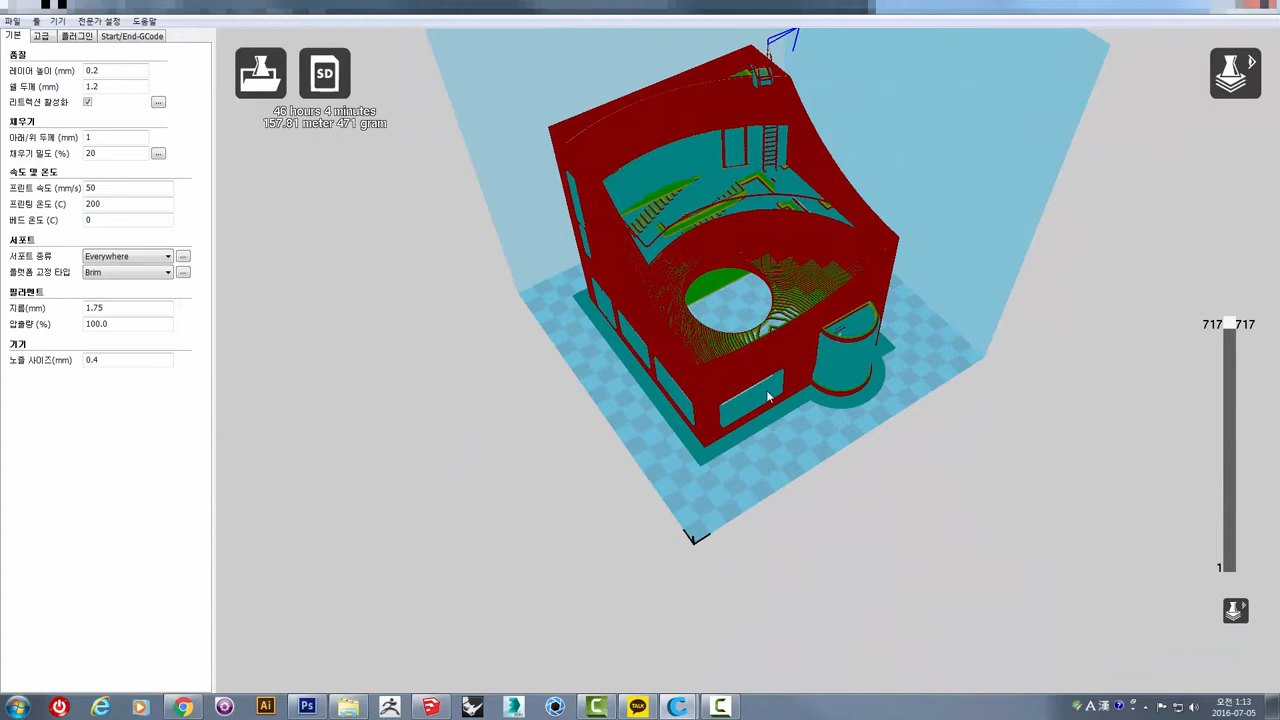 파일 툴 기기 전문가 설정 도움말
기본 고급 플러그인 Start/End-GCode
품질
레이어 높이 (mm) 0.2
쉘 두께 (mm) 1.2
리트렉션 활성화 ...
채우기
아래/위 두께 (mm) 1
채우기 밀도 (%) 20 ...
속도 및 온도
프린트 속도 (mm/s) 50
프린팅 온도 (C) 200
베드 온도 (C) 0
서포트
서포트 종류 Everywhere ...
플랫폼 고정 타입 Brim ...
필라멘트
지름(mm) 1.75
압출량 (%) 100.0
기기
노즐 사이즈(mm) 0.4
SD
46 hours 4 minutes
157.81 meter 471 gram
717 717
1
Ai Ps TALK C C
A 漢
오전 1:13
2016-07-05